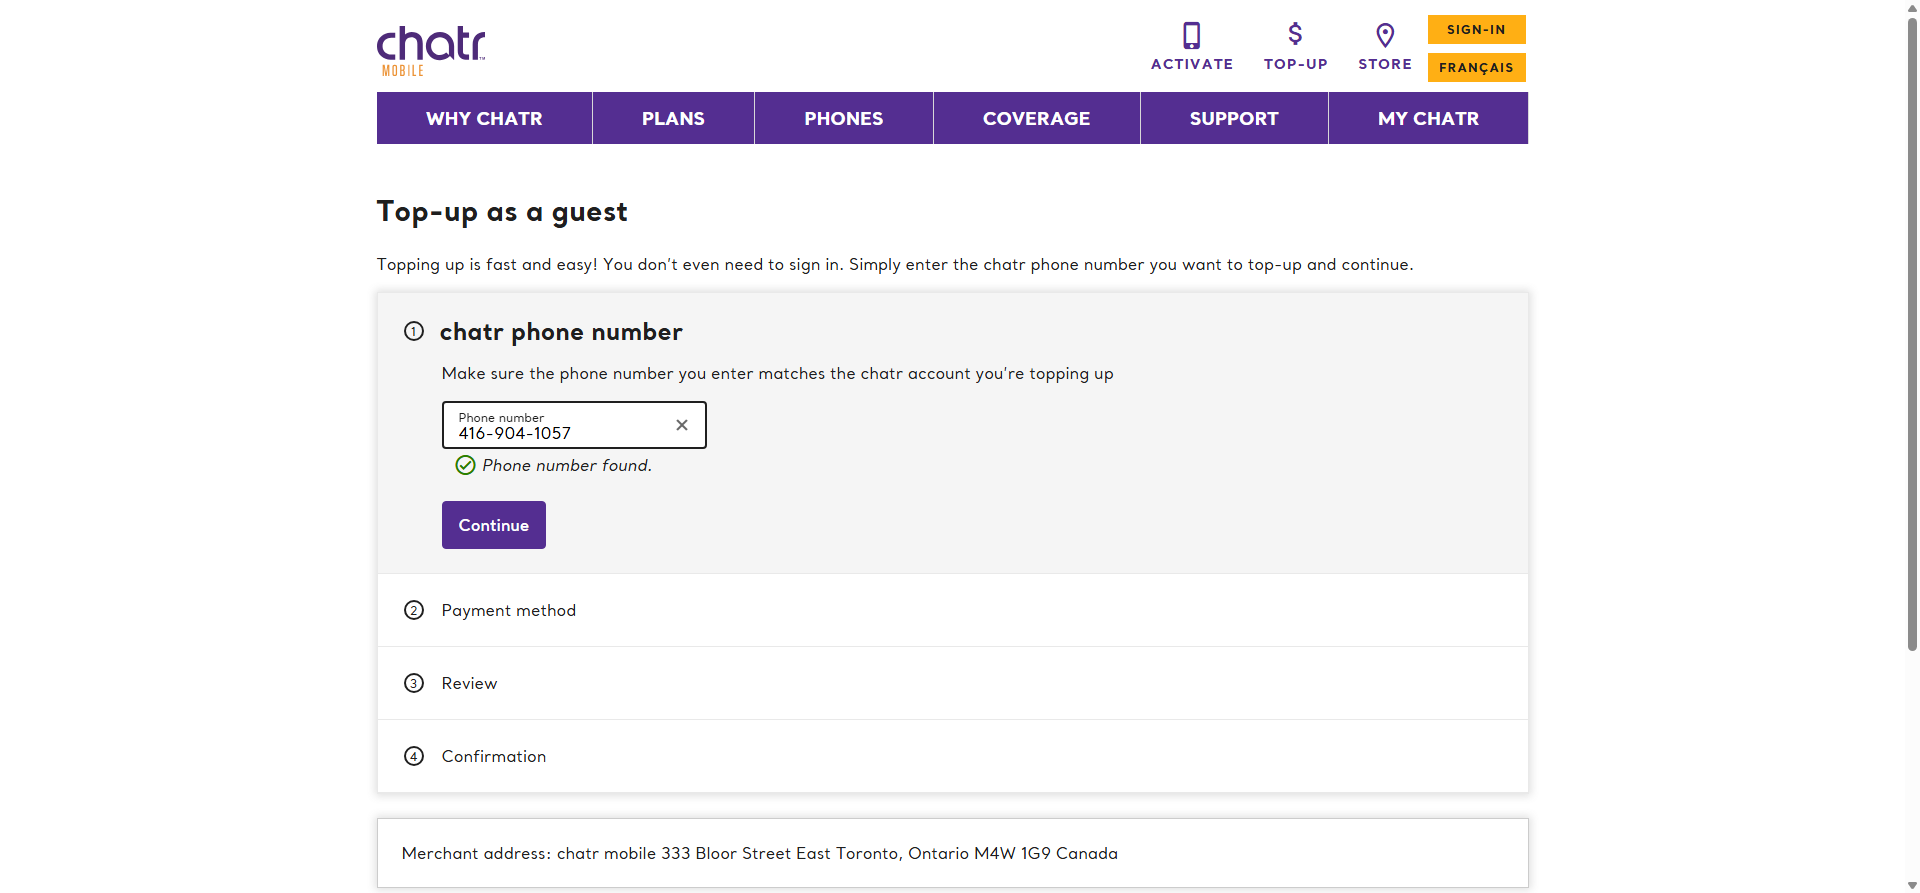 chatr™
MOBILE
ACTIVATE
TOP-UP
STORE
SIGN-IN
FRANÇAIS
WHY CHATR
PLANS
PHONES
COVERAGE
SUPPORT
MY CHATR
Top-up as a guest
Topping up is fast and easy! You don't even need to sign in. Simply enter the chatr phone number you want to top-up and continue.
1 chatr phone number
Make sure the phone number you enter matches the chatr account you're topping up
Phone number
416-904-1057
Phone number found.
Continue
2 Payment method
3 Review
4 Confirmation
Merchant address: chatr mobile 333 Bloor Street East Toronto, Ontario M4W 1G9 Canada